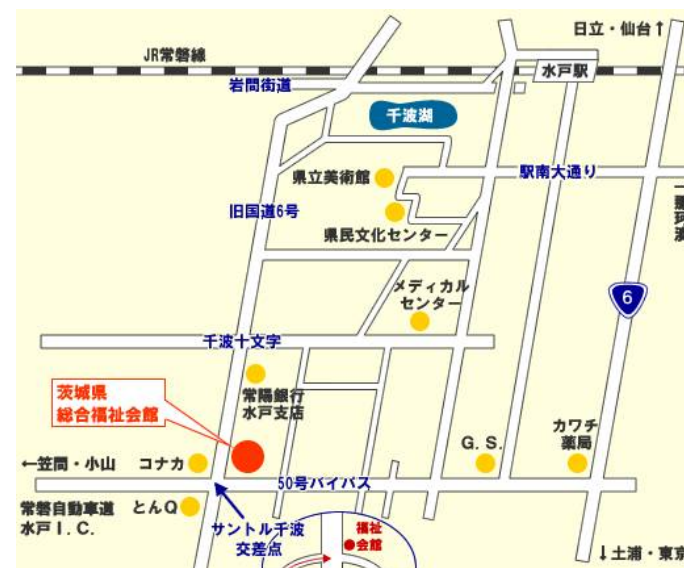 日立・仙台↑
JR常磐線
水戸駅
岩間街道
千波湖
県立美術館
駅南大通り
旧国道6号
県民文化センター
メディカル
センター
6
千波十文字
茨城県
総合福祉会館
常陽銀行
水戸支店
カワチ
薬局
G.S.
←笠間・小山
コナカ
50号バイパス
常磐自動車道
水戸I.C.
とんQ
サントル千波
交差点
福祉
会館
↓土浦・東京